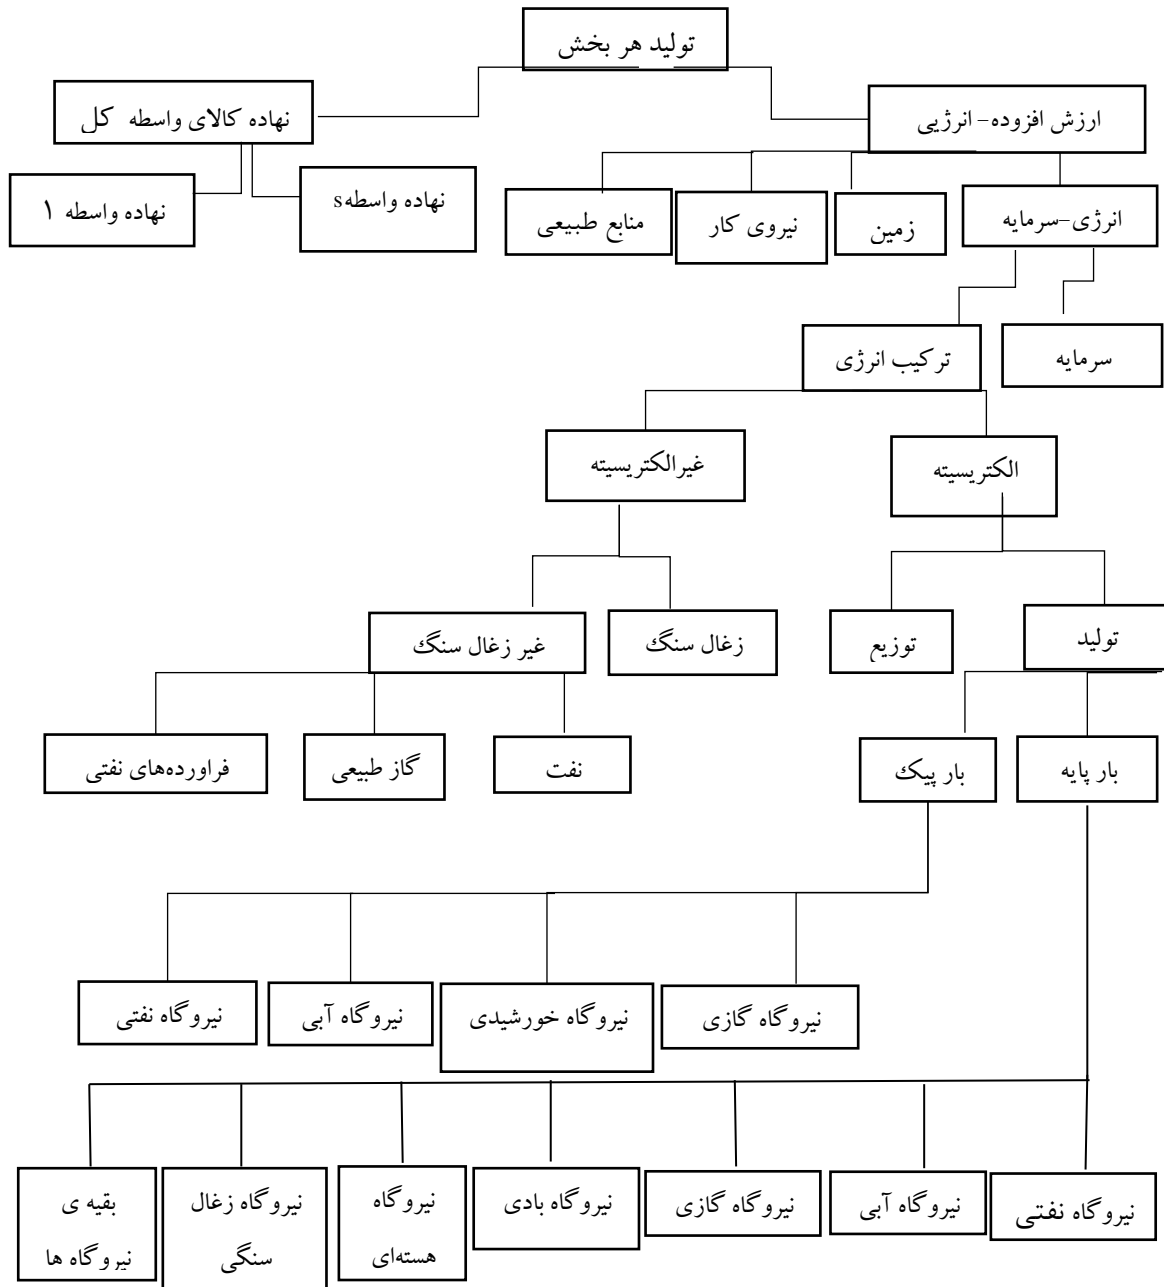 تولید هر بخش
ارزش افزوده- انرژیی
نهاده کالای واسطه کل
انرژی-سرمایه
زمین
نیروی کار
منابع طبیعی
نهاده واسطهs
نهاده واسطه ۱
سرمایه
ترکیب انرژی
الکتریسیته
غیرالکتریسیته
تولید
توزیع
زغال سنگ
غیر زغال سنگ
بار پایه
بار پیک
نفت
گاز طبیعی
فراورده‌های نفتی
نیروگاه گازی
نیروگاه خورشیدی
نیروگاه آبی
نیروگاه نفتی
نیروگاه نفتی
نیروگاه آبی
نیروگاه گازی
نیروگاه بادی
نیروگاه
هسته‌ای
نیروگاه زغال
سنگی
بقیه ی
نیروگاه ها